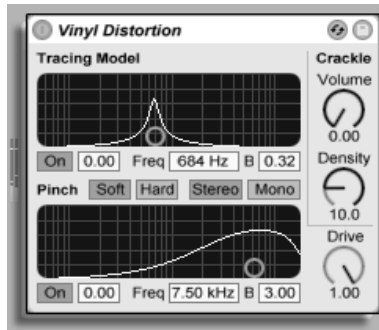 Vinyl Distortion
Tracing Model
Crackle
Volume
0.00
On 0.00 Freq 684 Hz B 0.32
Density
10.0
Pinch Soft Hard Stereo Mono
Drive
1.00
On 0.00 Freq 7.50 kHz B 3.00